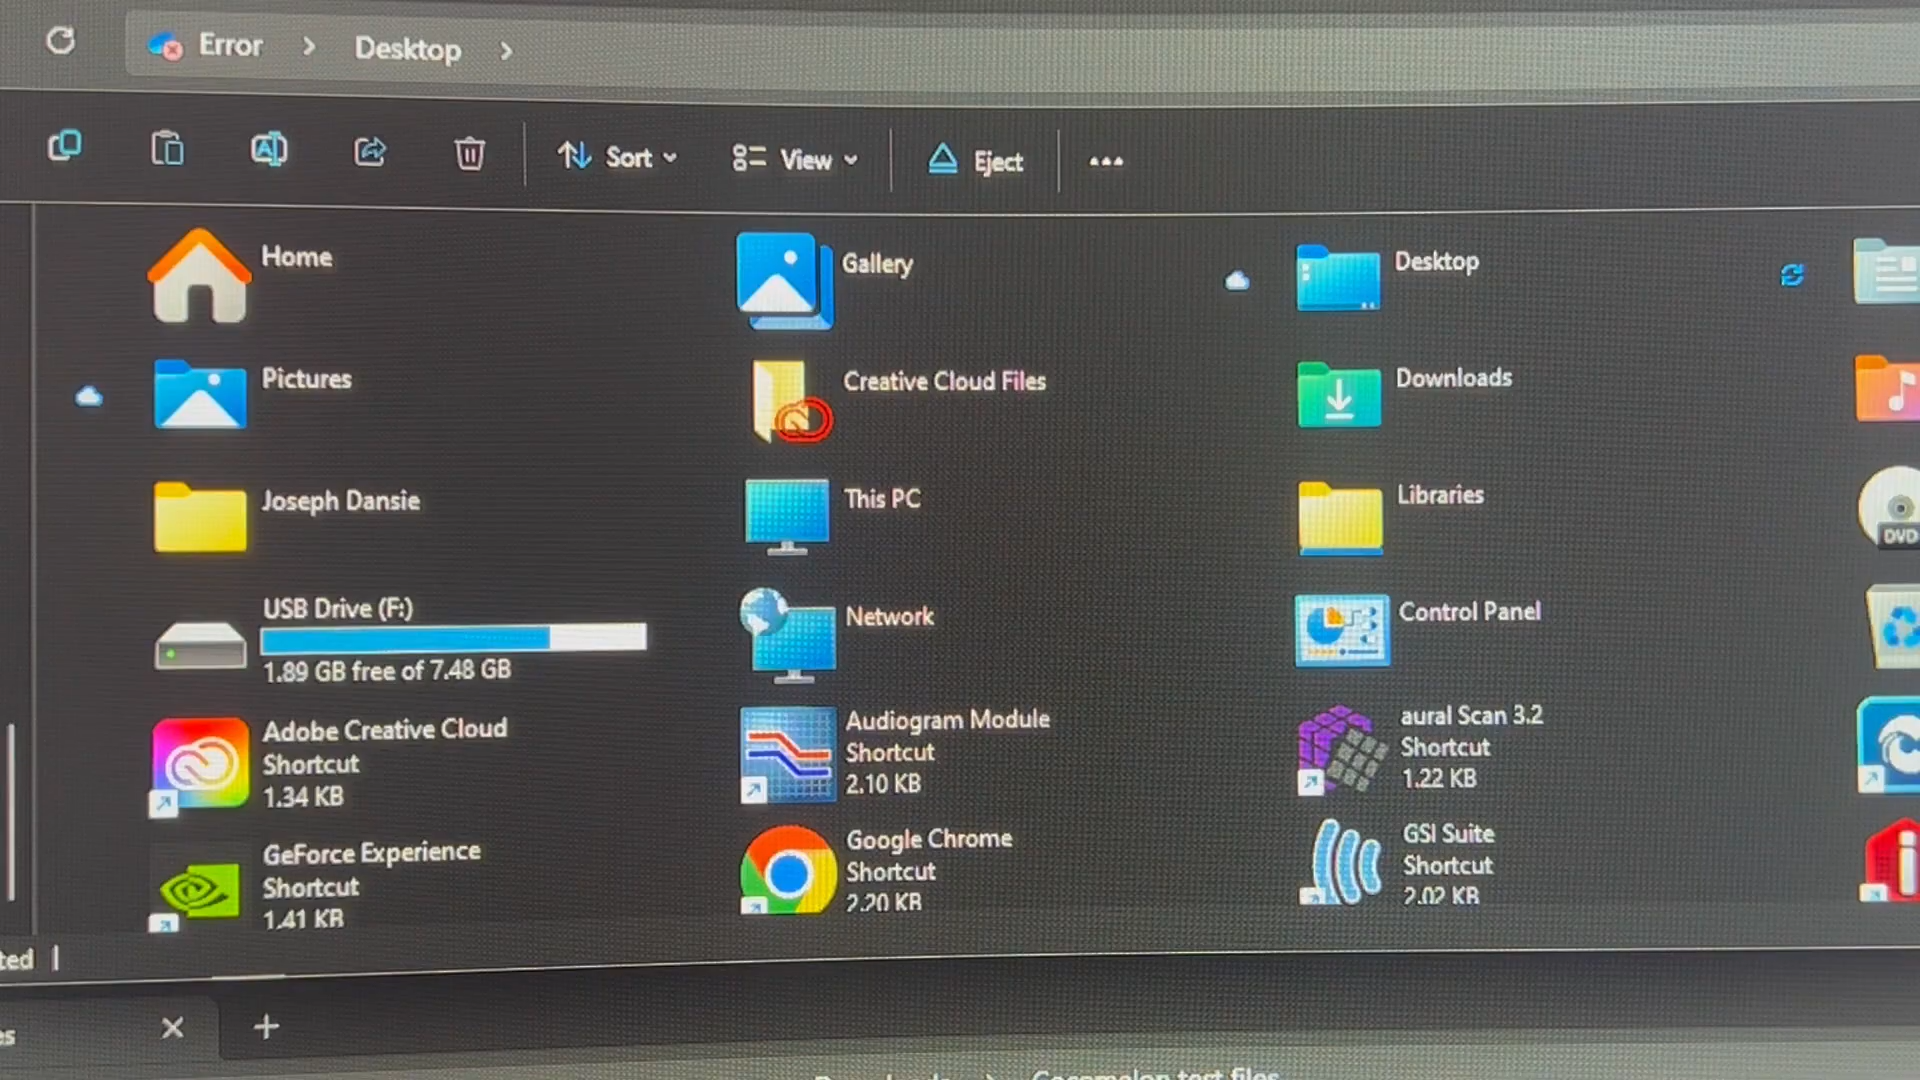 Error > Desktop >
Sort View Eject
Home
Gallery
Desktop
Pictures
Creative Cloud Files
Downloads
Joseph Dansie
This PC
Libraries
DVD
USB Drive (F:)
1.89 GB free of 7.48 GB
Network
Control Panel
Adobe Creative Cloud
Shortcut
1.34 KB
Audiogram Module
Shortcut
2.10 KB
aural Scan 3.2
Shortcut
1.22 KB
GeForce Experience
Shortcut
1.41 KB
Google Chrome
Shortcut
2.20 KB
GSI Suite
Shortcut
2.02 KB
ted
es
test files